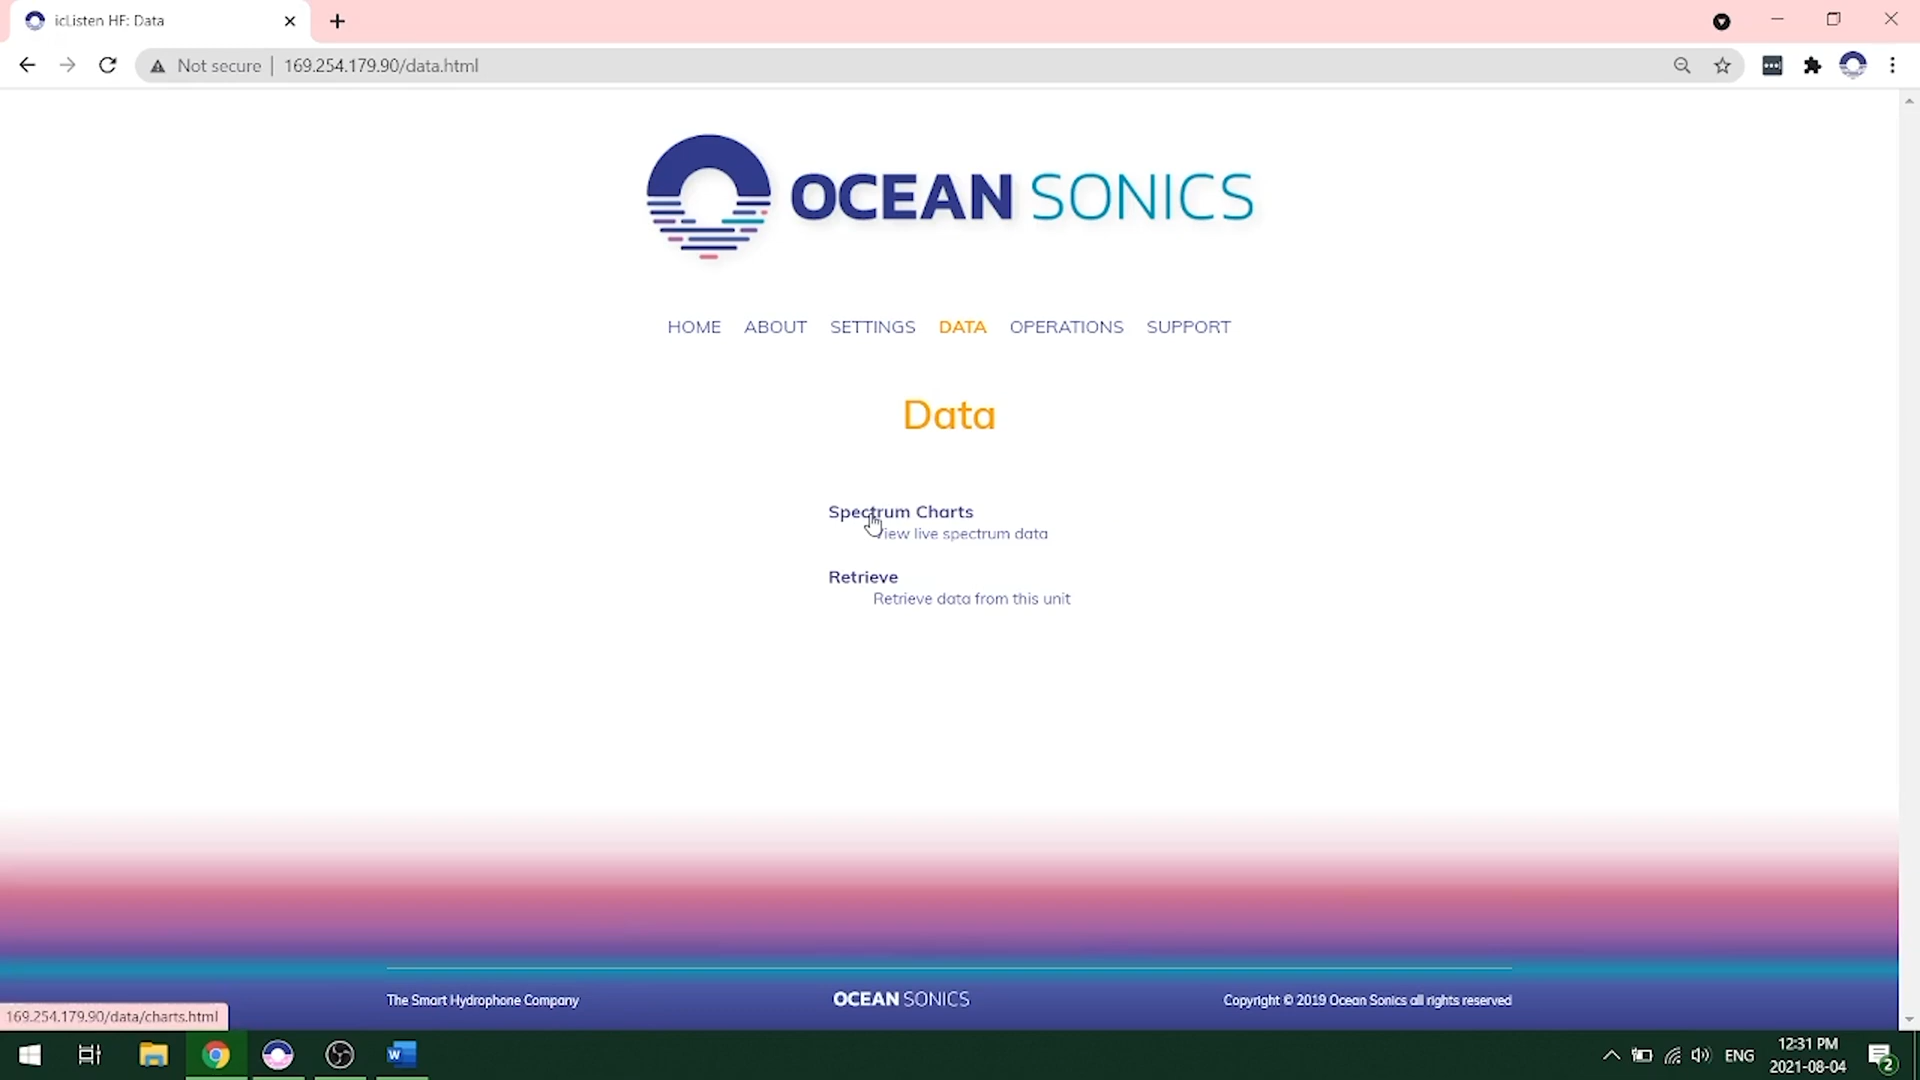 icListen HF: Data
Not secure | 169.254.179.90/data.html
OCEAN SONICS
HOME ABOUT SETTINGS DATA OPERATIONS SUPPORT
Data
Spectrum Charts
View live spectrum data
Retrieve
Retrieve data from this unit
The Smart Hydrophone Company
OCEAN SONICS
Copyright © 2019 Ocean Sonics all rights reserved
169.254.179.90/data/charts.html
W
ENG
12:31 PM
2021-08-04
2